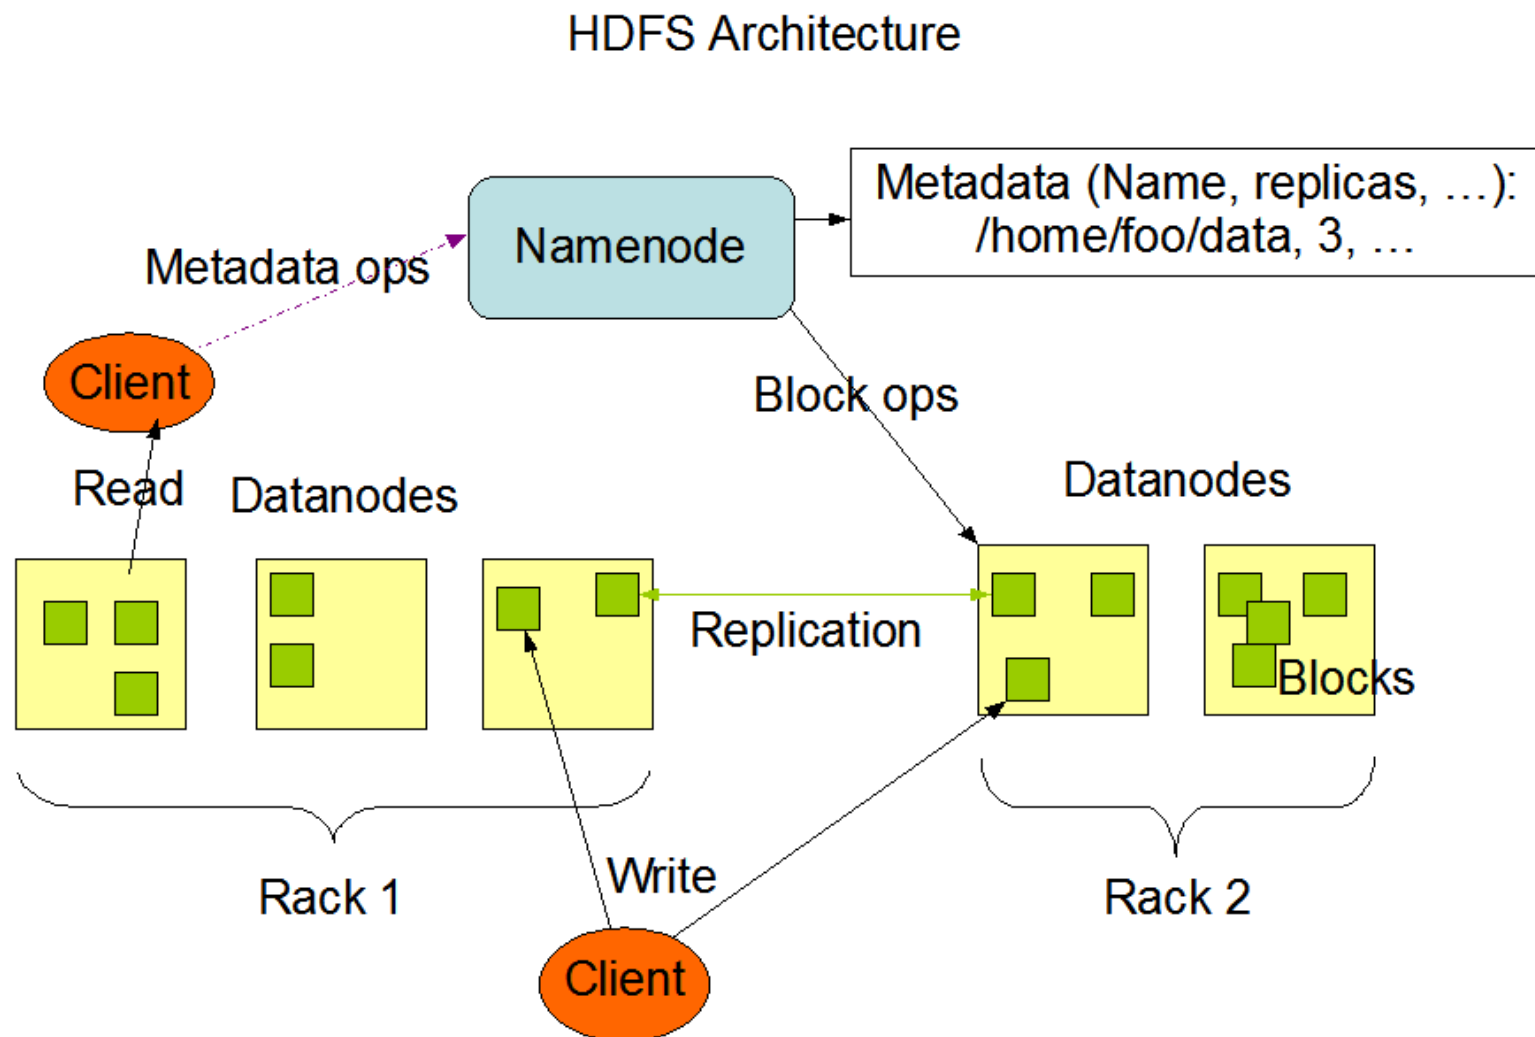 HDFS Architecture
Metadata (Name, replicas, …):
/home/foo/data, 3, …
Namenode
Metadata ops
Client
Block ops
Read
Datanodes
Datanodes
Replication
Blocks
Rack 1
Write
Rack 2
Client